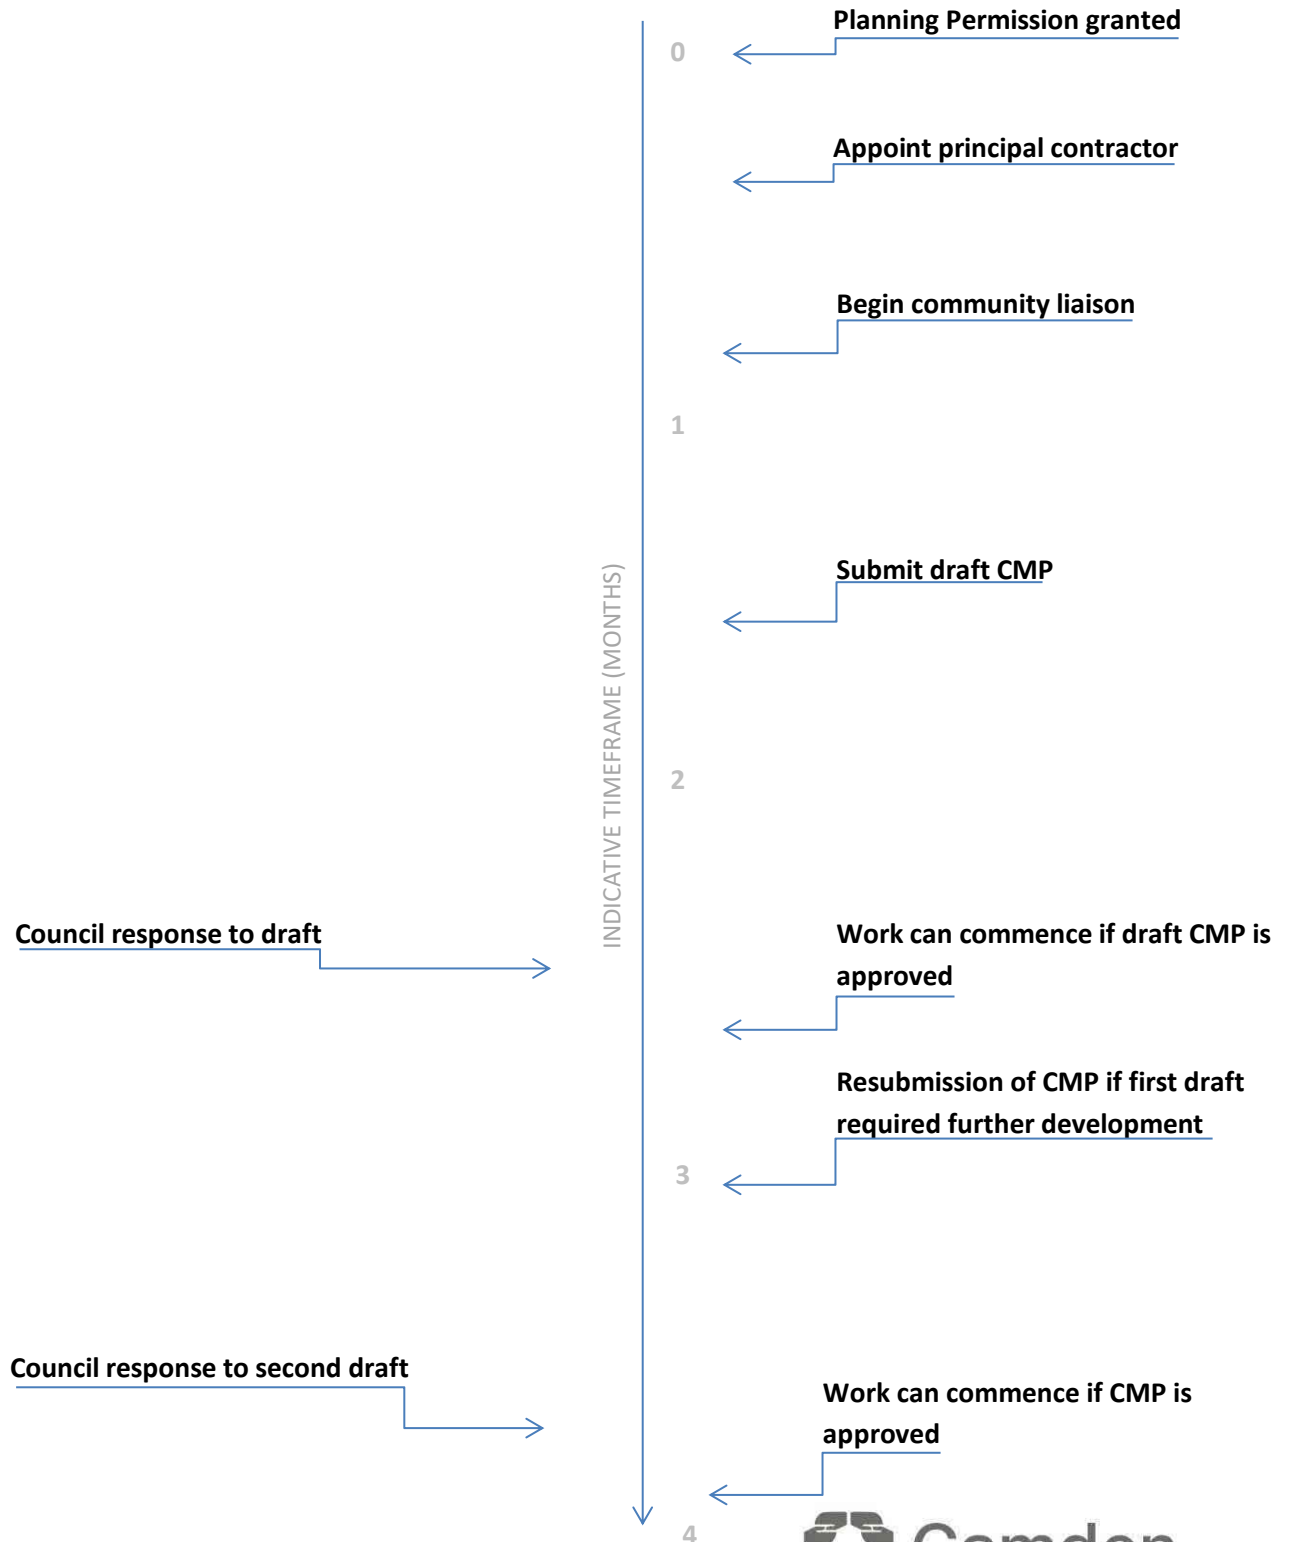 Planning Permission granted
0
Appoint principal contractor
Begin community liaison
1
Submit draft CMP
INDICATIVE TIMEFRAME (MONTHS)
2
Council response to draft
Work can commence if draft CMP is
approved
Resubmission of CMP if first draft
required further development
3
Council response to second draft
Work can commence if CMP is
approved
4
Camden